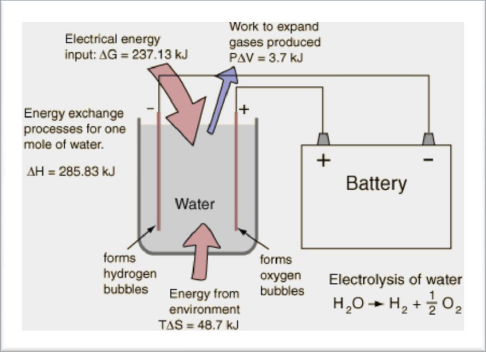 Electrical energy
input: ΔG = 237.13 kJ
Work to expand
gases produced
PΔV = 3.7 kJ
Energy exchange
processes for one
mole of water.
ΔH = 285.83 kJ
−
+
Water
+
−
Battery
forms
hydrogen
bubbles
Energy from
environment
TΔS = 48.7 kJ
forms
oxygen
bubbles
Electrolysis of water
H₂O → H₂ + ½ O₂